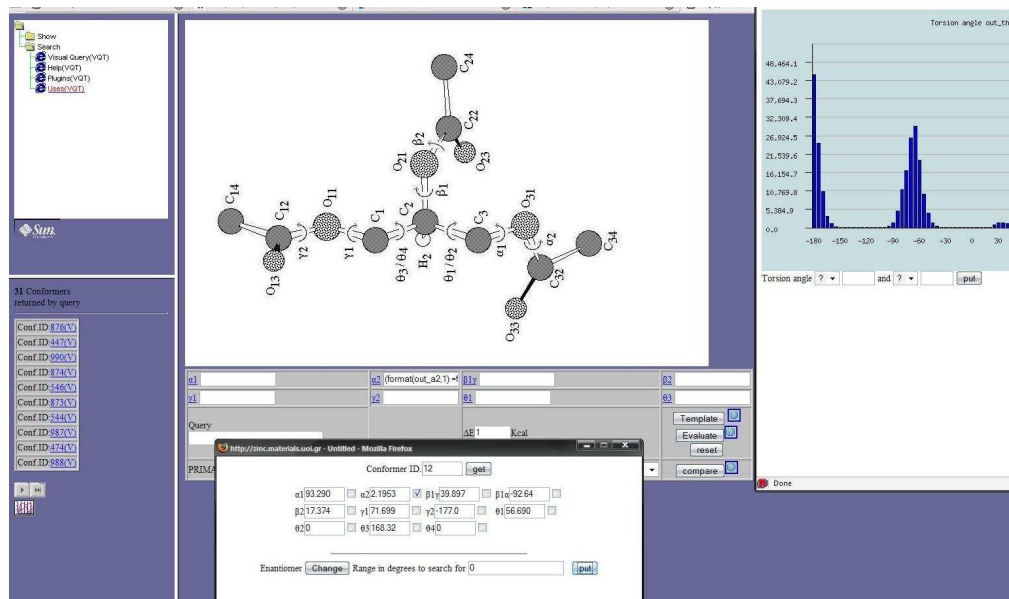 Show
Search
Visual Query(VQT)
Help(VQT)
Plugins(VQT)
Uses(VQT)
Sun
31 Conformers
returned by query
Conf.ID:876(V)
Conf.ID:447(V)
Conf.ID:990(V)
Conf.ID:874(V)
Conf.ID:546(V)
Conf.ID:873(V)
Conf.ID:544(V)
Conf.ID:987(V)
Conf.ID:474(V)
Conf.ID:988(V)
C24
C22
β2
O21
O23
β1
C14
C12
O11
C1
C2
C3
O31
γ2
γ1
θ3/θ4
H2
θ1/θ2
α1
α2
C34
O13
C32
O33
α1 α2 (format(out_a2,1) =f β1γ β2
γ1 γ2 θ1 θ3
Query
ΔE 1 Kcal
Template
Evaluate
reset
PRIMA
compare
http://zinc.materials.uoi.gr - Untitled - Mozilla Firefox
Conformer ID. 12 get
α1 93.290 α2 2.1953 β1γ 39.897 β1α -92.64
β2 17.374 γ1 71.699 γ2 -177.0 θ1 56.690
θ2 0 θ3 168.32 θ4 0
Enantiomer Change Range in degrees to search for 0 put
Torsion angle out_th
48,464.1
43,079.2
37,694.3
32,309.4
26,924.5
21,539.6
16,154.7
10,769.8
5,384.9
0.0
-180 -150 -120 -90 -60 -30 0 30
Torsion angle ? and ? put
Done